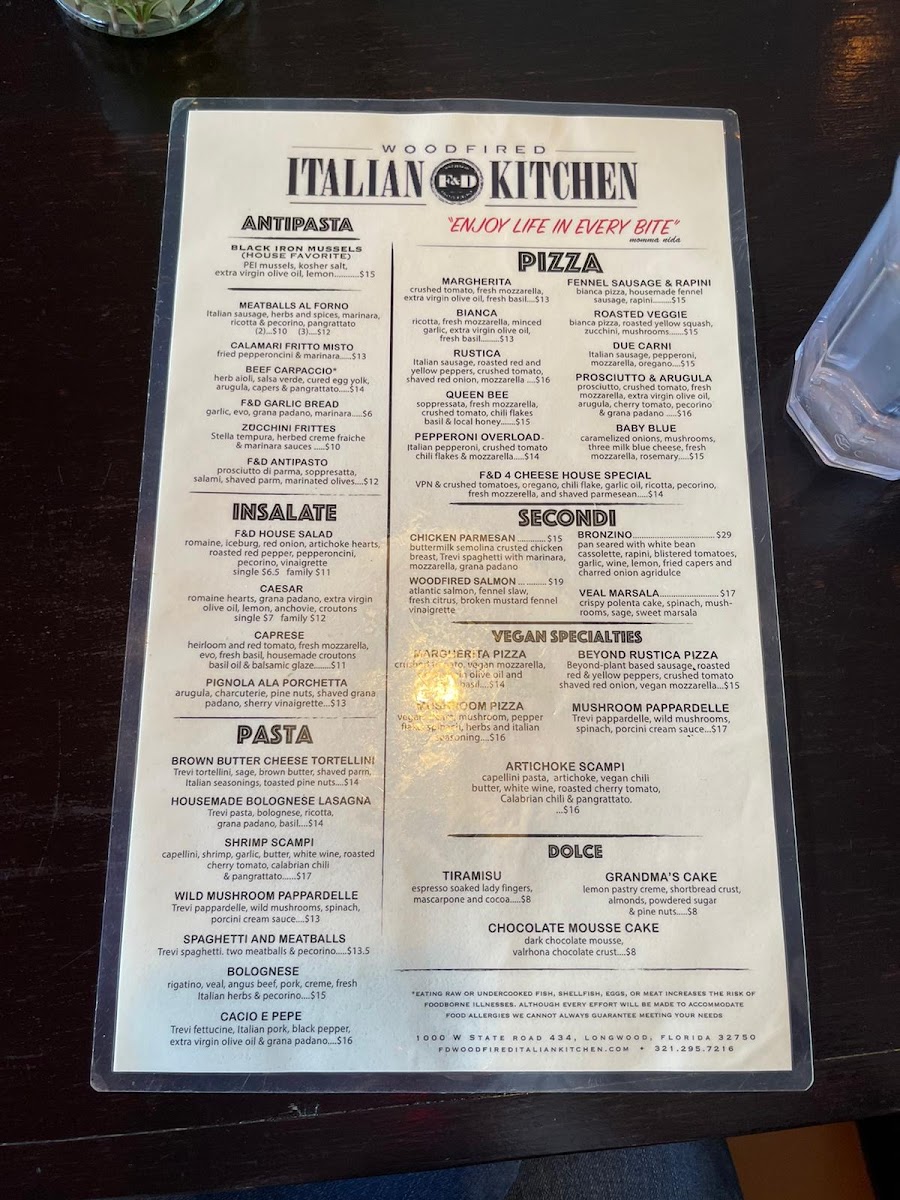 WOODFIRED
ITALIAN F&D KITCHEN
"ENJOY LIFE IN EVERY BITE"
momma nida
ANTIPASTA
BLACK IRON MUSSELS
(HOUSE FAVORITE)
PEI mussels, kosher salt,
extra virgin olive oil, lemon............$15
MEATBALLS AL FORNO
Italian sausage, herbs and spices, marinara,
ricotta & pecorino, pangrattato
(2)...$10 (3)....$12
CALAMARI FRITTO MISTO
fried pepperoncini & marinara.....$13
BEEF CARPACCIO*
herb aioli, salsa verde, cured egg yolk,
arugula, capers & pangrattato.....$14
F&D GARLIC BREAD
garlic, evo, grana padano, marinara.....$6
ZUCCHINI FRITTES
Stella tempura, herbed creme fraiche
& marinara sauces .....$10
F&D ANTIPASTO
prosciutto di parma, soppresatta,
salami, shaved parm, marinated olives....$12
INSALATE
F&D HOUSE SALAD
romaine, iceburg, red onion, artichoke hearts,
roasted red pepper, pepperoncini,
pecorino, vinaigrette
single $6.5 family $11
CAESAR
romaine hearts, grana padano, extra virgin
olive oil, lemon, anchovie, croutons
single $7 family $12
CAPRESE
heirloom and red tomato, fresh mozzarella,
evo, fresh basil, housemade croutons
basil oil & balsamic glaze........$11
PIGNOLA ALA PORCHETTA
arugula, charcuterie, pine nuts, shaved grana
padano, sherry vinaigrette...$13
PASTA
BROWN BUTTER CHEESE TORTELLINI
Trevi tortellini, sage, brown butter, shaved parm,
Italian seasonings, toasted pine nuts....$14
HOUSEMADE BOLOGNESE LASAGNA
Trevi pasta, bolognese, ricotta,
grana padano, basil....$14
SHRIMP SCAMPI
capellini, shrimp, garlic, butter, white wine, roasted
cherry tomato, calabrian chili
& pangrattato......$17
WILD MUSHROOM PAPPARDELLE
Trevi pappardelle, wild mushrooms, spinach,
porcini cream sauce....$13
SPAGHETTI AND MEATBALLS
Trevi spaghetti. two meatballs & pecorino.....$13.5
BOLOGNESE
rigatino, veal, angus beef, pork, creme, fresh
Italian herbs & pecorino....$15
CACIO E PEPE
Trevi fettucine, Italian pork, black pepper,
extra virgin olive oil & grana padano....$16
PIZZA
MARGHERITA
crushed tomato, fresh mozzarella,
extra virgin olive oil, fresh basil....$13
BIANCA
ricotta, fresh mozzarella, minced
garlic, extra virgin olive oil,
fresh basil.........$13
RUSTICA
Italian sausage, roasted red and
yellow peppers, crushed tomato,
shaved red onion, mozzarella ....$16
QUEEN BEE
soppressata, fresh mozzarella,
crushed tomato, chili flakes
basil & local honey.......$15
PEPPERONI OVERLOAD-
Italian pepperoni, crushed tomato
chili flakes & mozzarella.....$14
FENNEL SAUSAGE & RAPINI
bianca pizza, housemade fennel
sausage, rapini.........$15
ROASTED VEGGIE
bianca pizza, roasted yellow squash,
zucchini, mushrooms.......$15
DUE CARNI
Italian sausage, pepperoni,
mozzarella, oregano....$15
PROSCIUTTO & ARUGULA
prosciutto, crushed tomato, fresh
mozzarella, extra virgin olive oil,
arugula, cherry tomato, pecorino
& grana padano .....$16
BABY BLUE
caramelized onions, mushrooms,
three milk blue cheese, fresh
mozzarella, rosemary.....$15
F&D 4 CHEESE HOUSE SPECIAL
VPN & crushed tomatoes, oregano, chili flake, garlic oil, ricotta, pecorino,
fresh mozzerella, and shaved parmesean.....$14
SECONDI
CHICKEN PARMESAN ............ $15
buttermilk semolina crusted chicken
breast, Trevi spaghetti with marinara,
mozzarella, grana padano
WOODFIRED SALMON ... ......... $19
atlantic salmon, fennel slaw,
fresh citrus, broken mustard fennel
vinaigrette
BRONZINO................................ $29
pan seared with white bean
cassolette, rapini, blistered tomatoes,
garlic, wine, lemon, fried capers and
charred onion agridulce
VEAL MARSALA.......................$17
crispy polenta cake, spinach, mush-
rooms, sage, sweet marsala
VEGAN SPECIALTIES
MARGHERITA PIZZA
crushed tomato, vegan mozzarella,
olive oil and
basil....$14
MUSHROOM PIZZA
vegan mushroom, pepper
spinach, herbs and italian
seasoning....$16
BEYOND RUSTICA PIZZA
Beyond-plant based sausage, roasted
red & yellow peppers, crushed tomato
shaved red onion, vegan mozzarella...$15
MUSHROOM PAPPARDELLE
Trevi pappardelle, wild mushrooms,
spinach, porcini cream sauce...$17
ARTICHOKE SCAMPI
capellini pasta, artichoke, vegan chili
butter, white wine, roasted cherry tomato,
Calabrian chili & pangrattato.
...$16
DOLCE
TIRAMISU
espresso soaked lady fingers,
mascarpone and cocoa.....$8
GRANDMA'S CAKE
lemon pastry creme, shortbread crust,
almonds, powdered sugar
& pine nuts.....$8
CHOCOLATE MOUSSE CAKE
dark chocolate mousse,
valrhona chocolate crust....$8
*EATING RAW OR UNDERCOOKED FISH, SHELLFISH, EGGS, OR MEAT INCREASES THE RISK OF
FOODBORNE ILLNESSES. ALTHOUGH EVERY EFFORT WILL BE MADE TO ACCOMMODATE
FOOD ALLERGIES WE CANNOT ALWAYS GUARANTEE MEETING YOUR NEEDS
1000 W STATE ROAD 434, LONGWOOD, FLORIDA 32750
FDWOODFIREDITALIANKITCHEN.COM • 321.295.7216